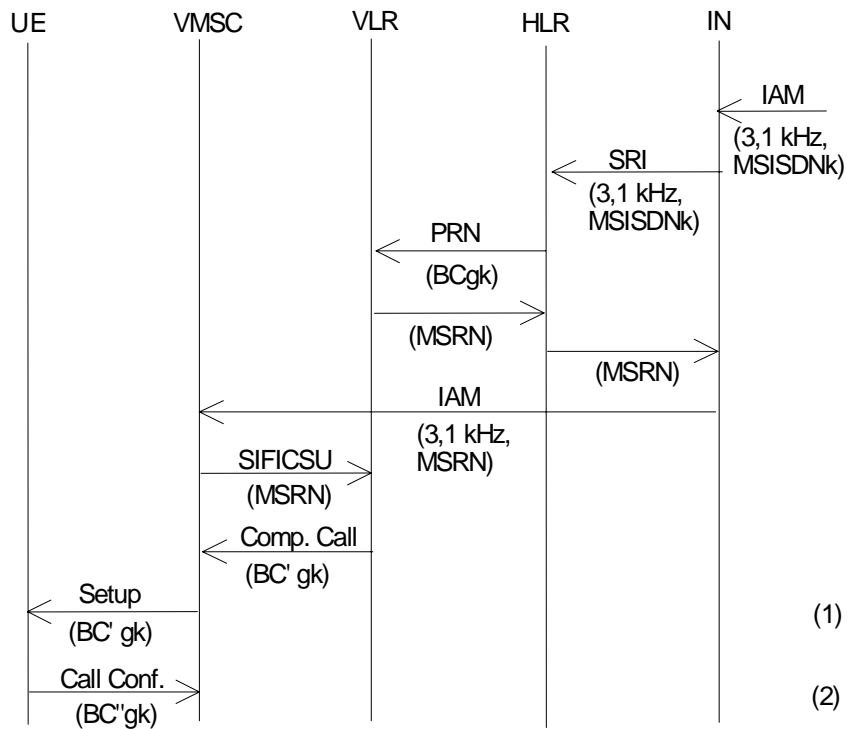 UE VMSC VLR HLR IN
IAM
(3,1 kHz,
MSISDNk)
SRI
(3,1 kHz,
MSISDNk)
PRN
(BCgk)
(MSRN)
(MSRN)
IAM
(3,1 kHz,
MSRN)
SIFICSU
(MSRN)
Comp. Call
(BC' gk)
Setup
(BC' gk)
(1)
Call Conf.
(BC"gk)
(2)